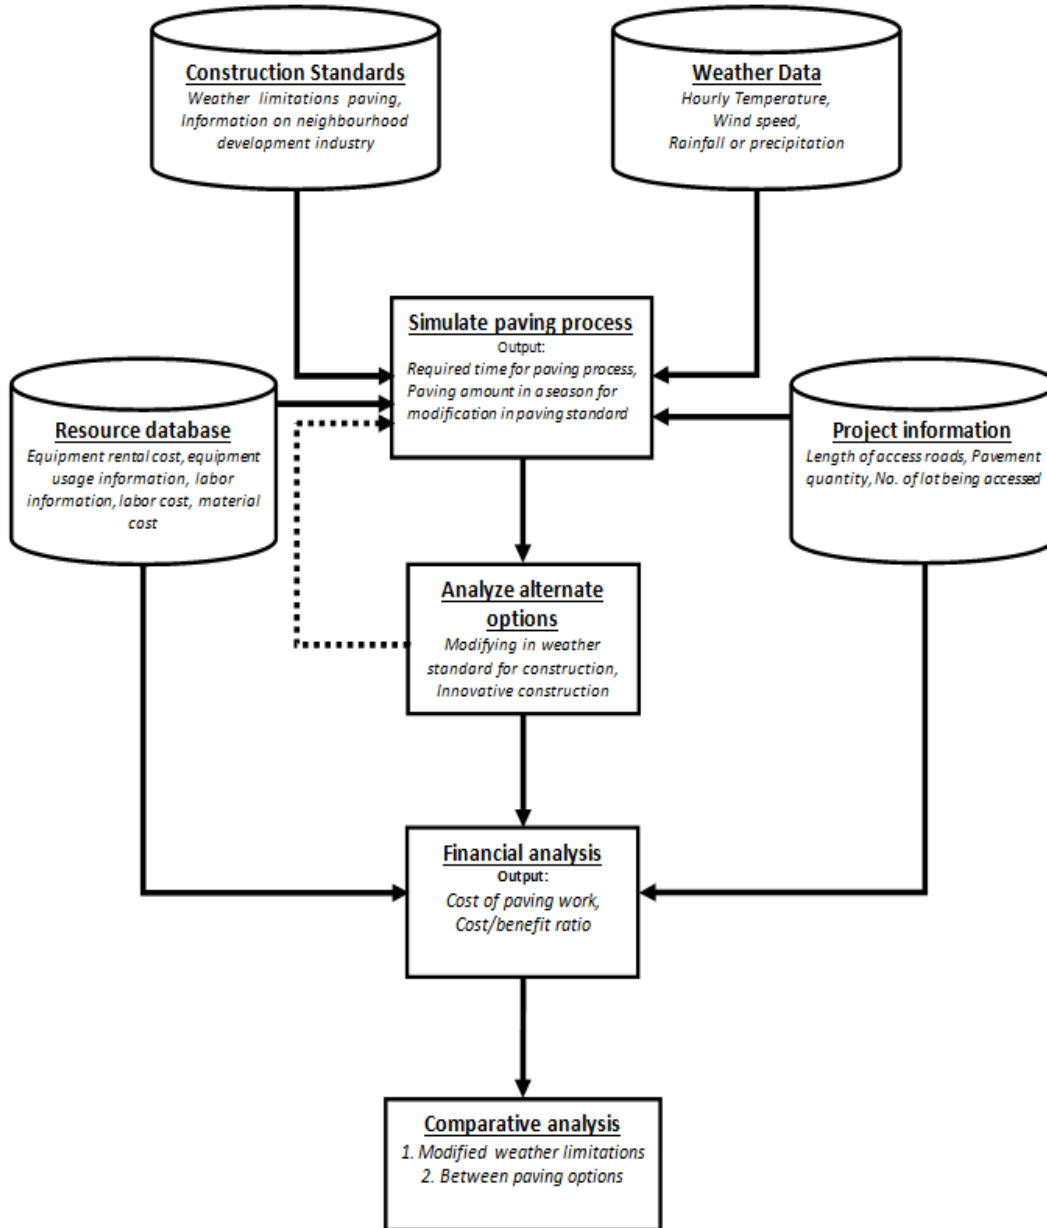 Construction Standards
Weather limitations paving,
Information on neighbourhood
development industry
Weather Data
Hourly Temperature,
Wind speed,
Rainfall or precipitation
Simulate paving process
Output:
Required time for paving process,
Paving amount in a season for
modification in paving standard
Resource database
Equipment rental cost, equipment
usage information, labor
information, labor cost, material
cost
Project information
Length of access roads, Pavement
quantity, No. of lot being accessed
Analyze alternate
options
Modifying in weather
standard for construction,
Innovative construction
Financial analysis
Output:
Cost of paving work,
Cost/benefit ratio
Comparative analysis
1. Modified weather limitations
2. Between paving options